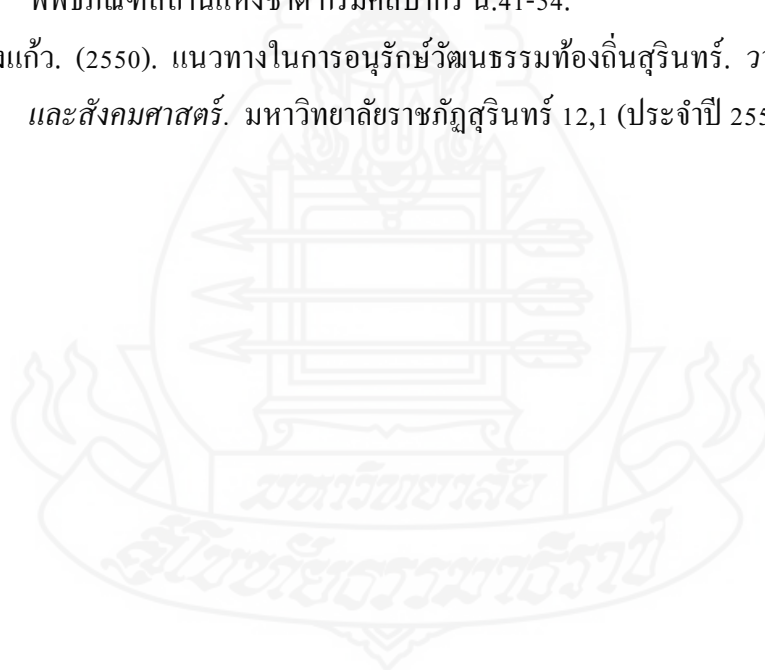 พิพิธภัณฑสถานแห่งชาติ กรมศิลปากร น.41-54.
งแก้ว. (2550). แนวทางในการอนุรักษ์วัฒนธรรมท้องถิ่นสุรินทร์. วา
และสังคมศาสตร์. มหาวิทยาลัยราชภัฏสุรินทร์ 12,1 (ประจำปี 255
มหาวิทยาลัย
สุโขทัยธรรมาธิราช